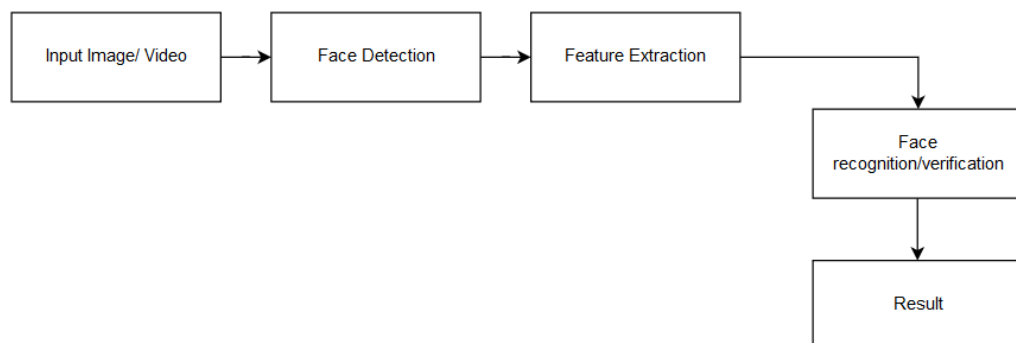 Input Image/ Video
Face Detection
Feature Extraction
Face
recognition/verification
Result